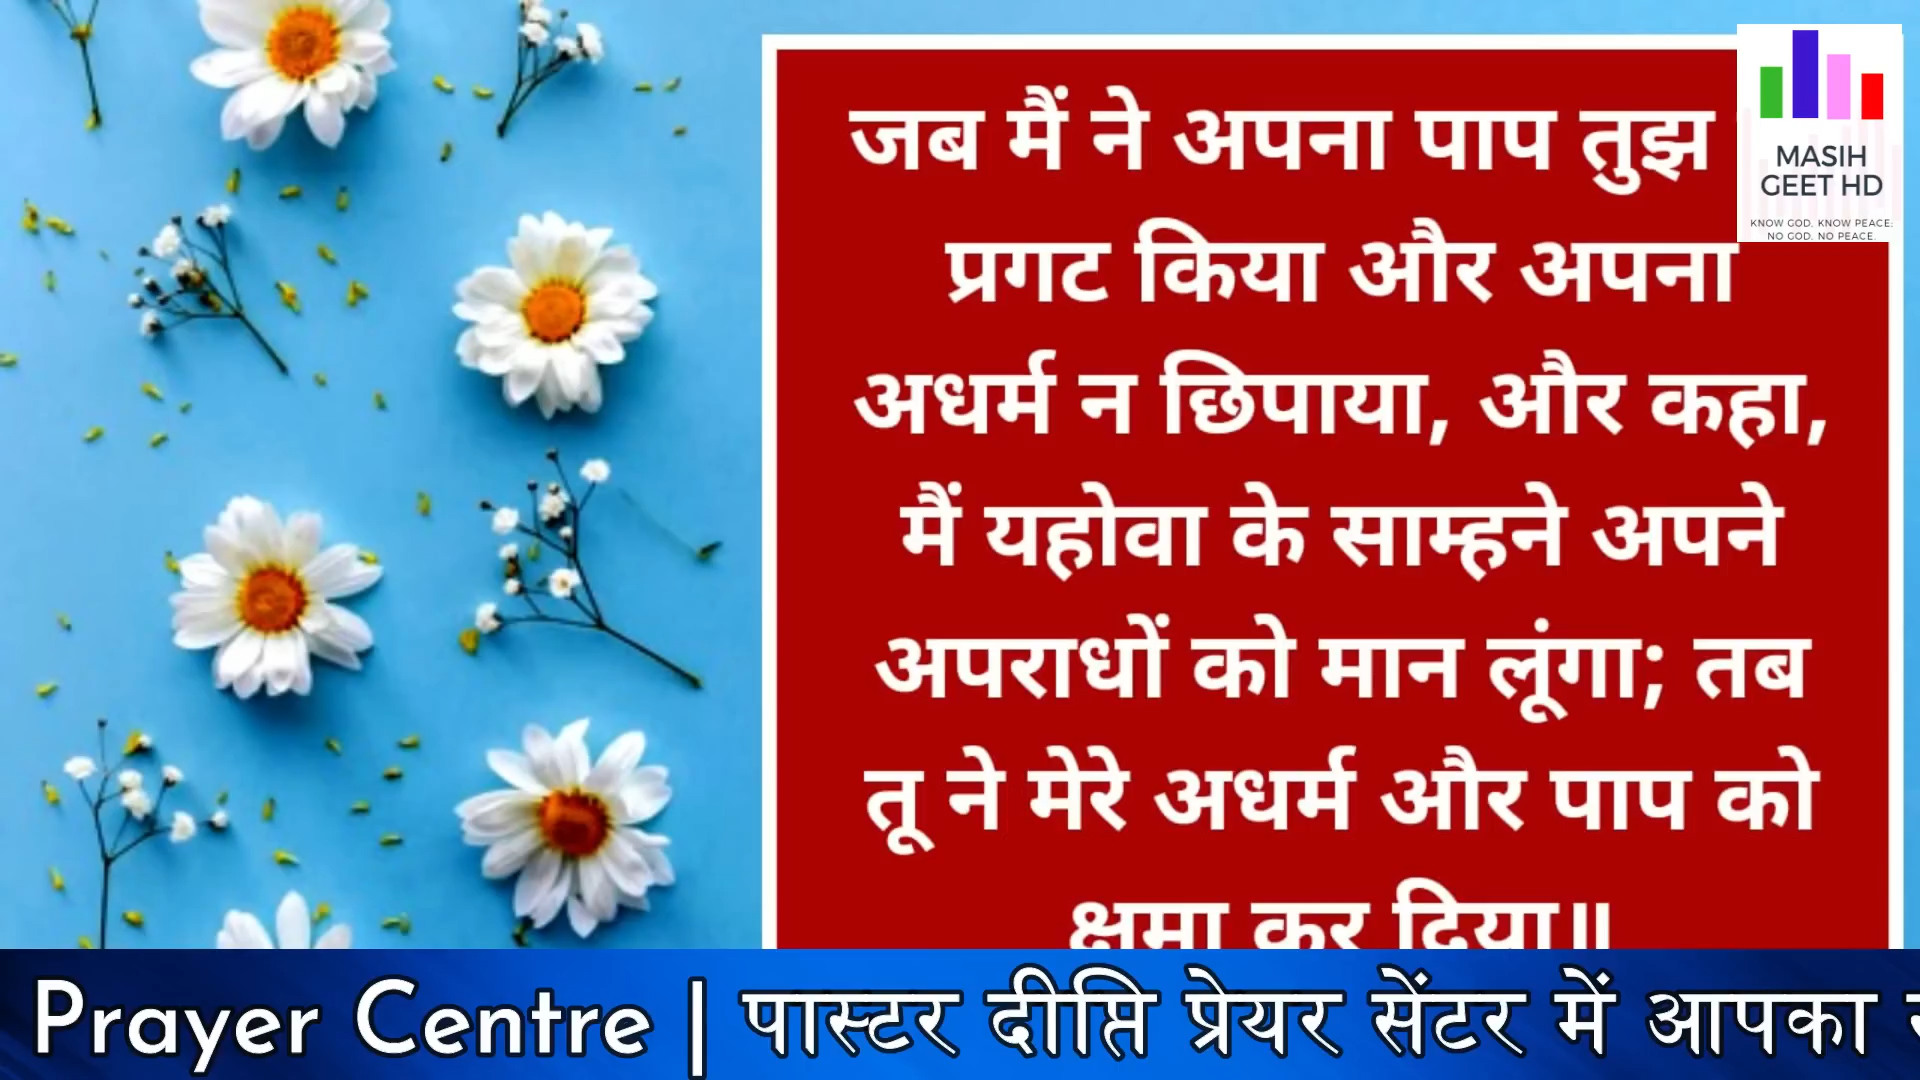 जब मैं ने अपना पाप तुझ
प्रगट किया और अपना
अधर्म न छिपाया, और कहा,
मैं यहोवा के साम्हने अपने
अपराधों को मान लूंगा; तब
तू ने मेरे अधर्म और पाप को
क्षमा कर दिया॥
MASIH
GEET HD
KNOW GOD, KNOW PEACE;
NO GOD, NO PEACE
Prayer Centre | पास्टर दीप्ति प्रेयर सेंटर में आपका